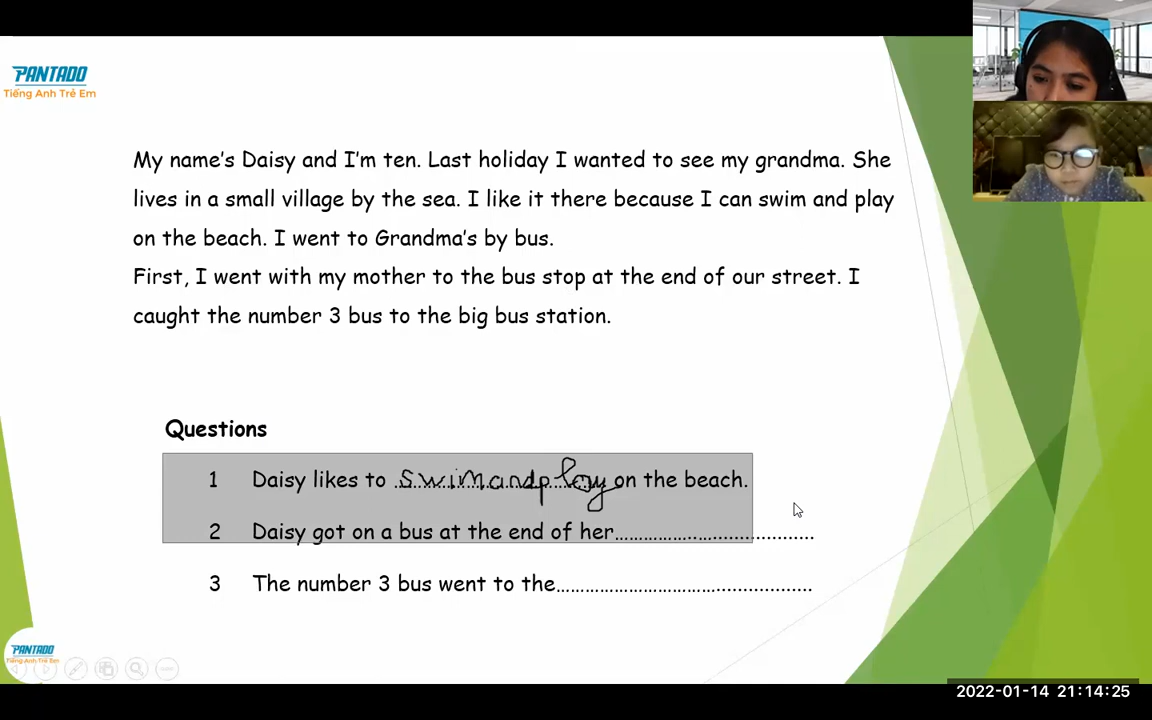 PANTADO
Tiếng Anh Trẻ Em
My name's Daisy and I'm ten. Last holiday I wanted to see my grandma. She
lives in a small village by the sea. I like it there because I can swim and play
on the beach. I went to Grandma's by bus.
First, I went with my mother to the bus stop at the end of our street. I
caught the number 3 bus to the big bus station.
Questions
1 Daisy likes to swim and play on the beach.
2 Daisy got on a bus at the end of her........................................
3 The number 3 bus went to the..................................................
PANTADO
Tiếng Anh Trẻ Em
2022-01-14 21:14:25